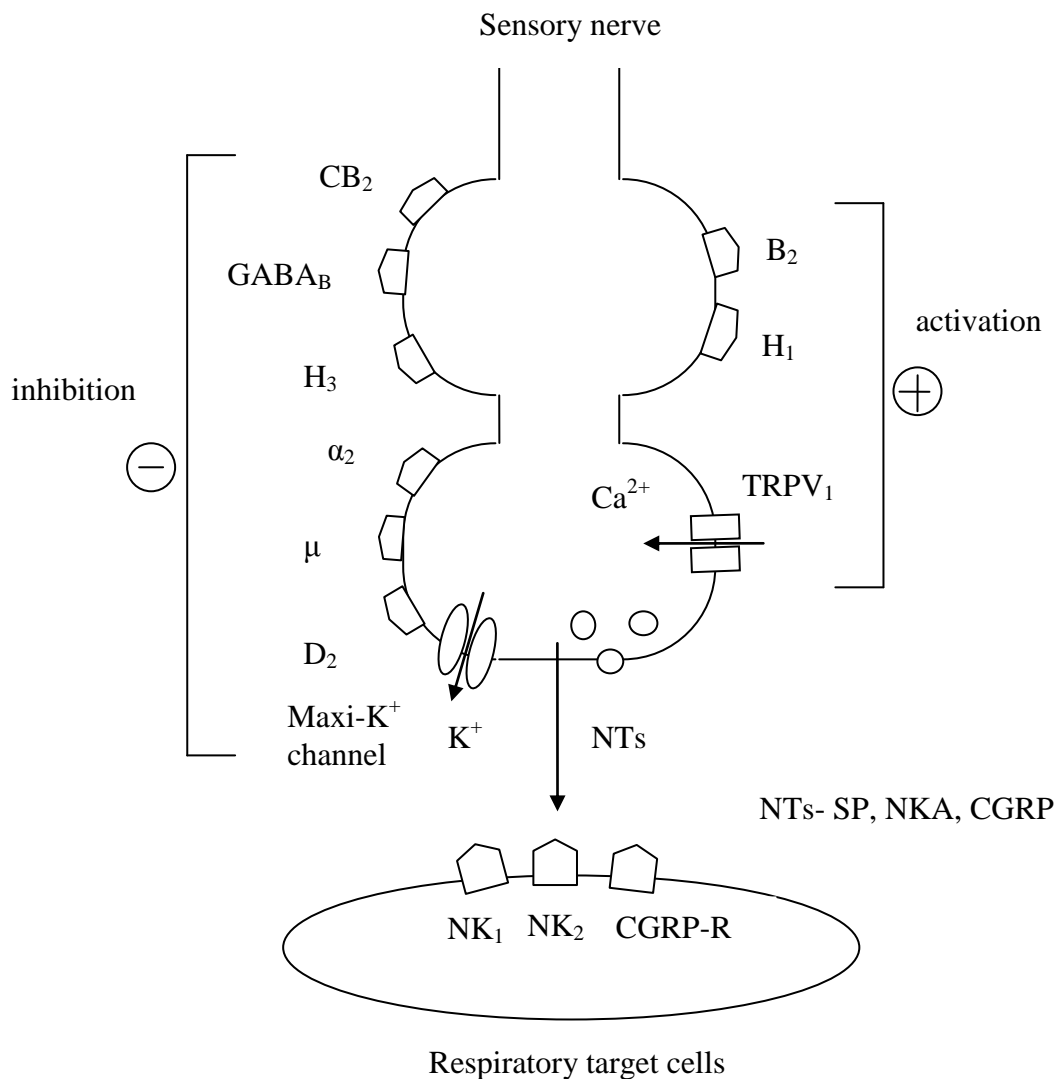 Sensory nerve
CB₂
B₂
GABA_B
activation
H₁
H₃
inhibition
+
α₂
−
Ca²⁺
TRPV₁
μ
D₂
Maxi-K⁺
channel
K⁺
NTs
NTs- SP, NKA, CGRP
NK₁
NK₂
CGRP-R
Respiratory target cells